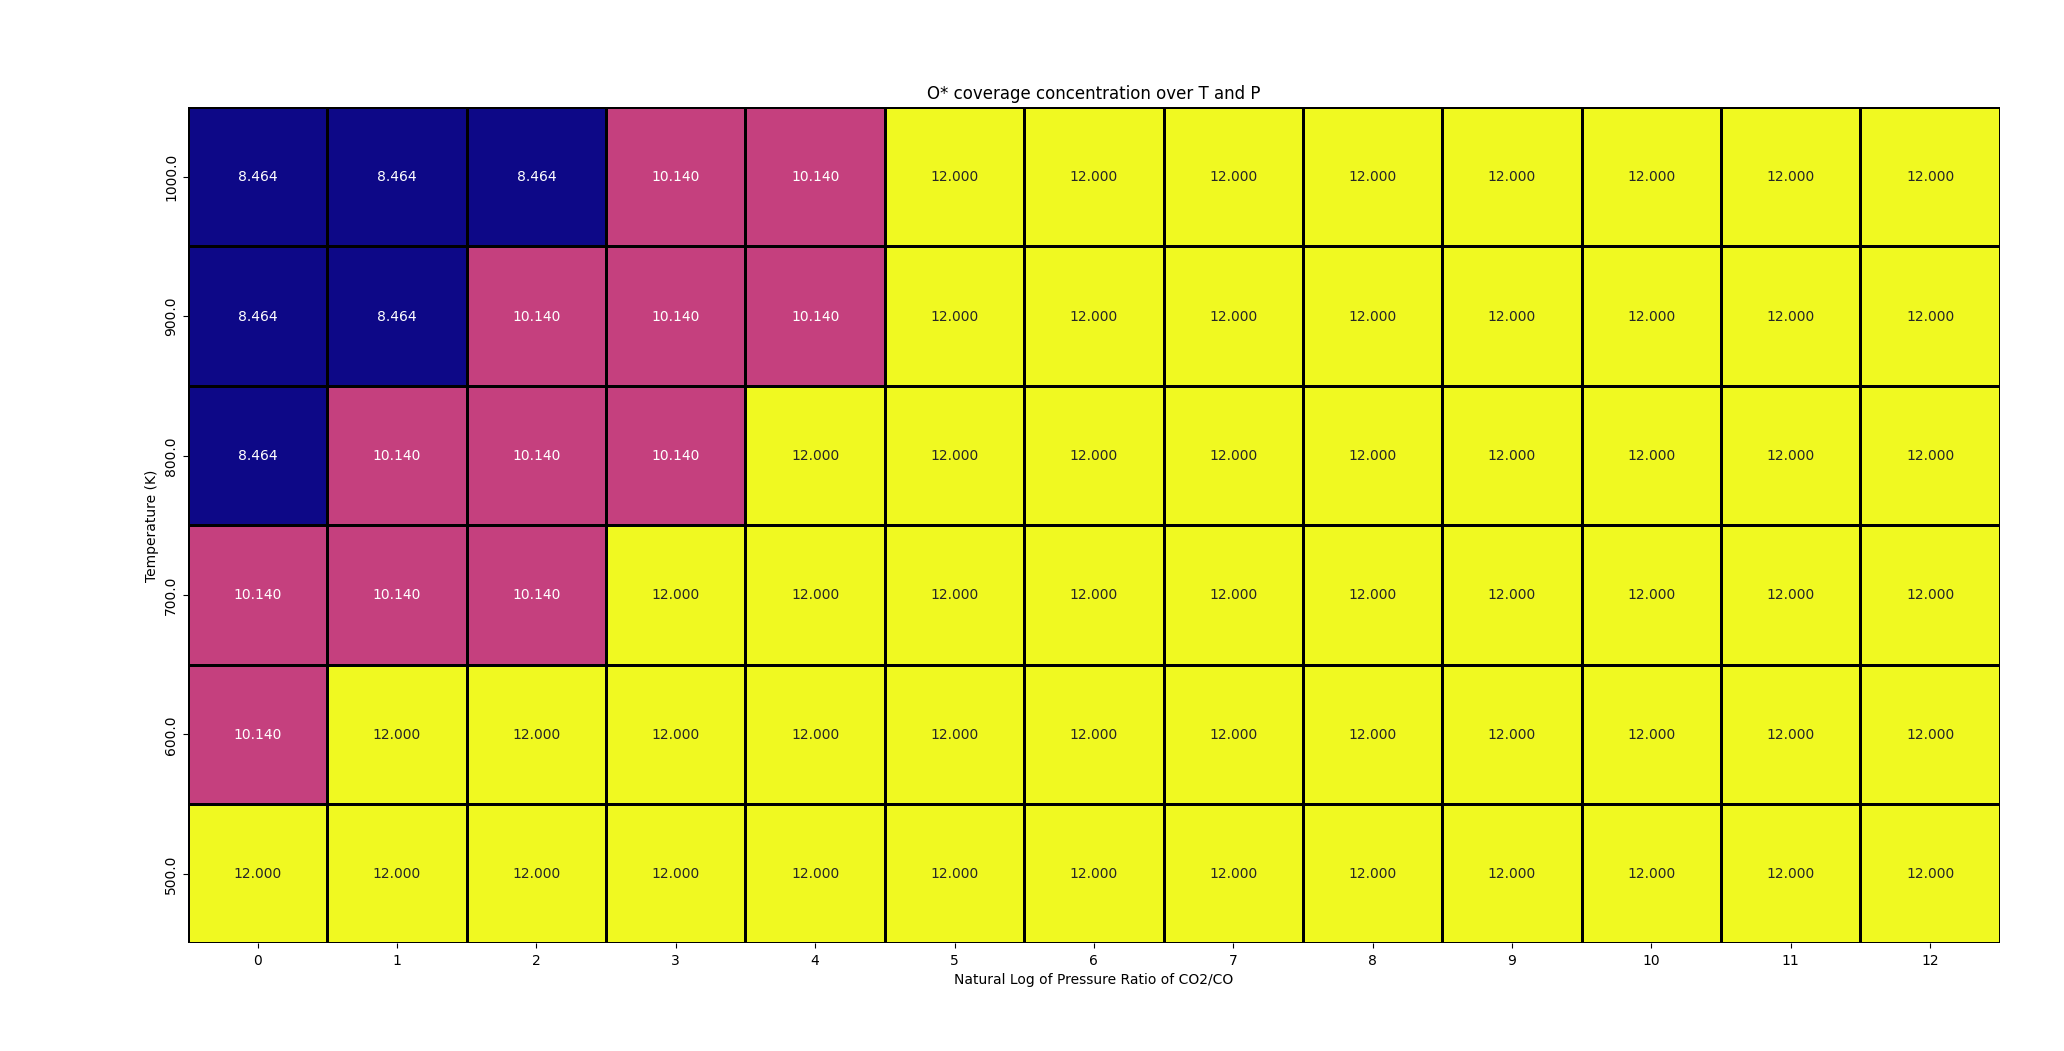 O* coverage concentration over T and P
1000.0 8.464 8.464 8.464 10.140 10.140 12.000 12.000 12.000 12.000 12.000 12.000 12.000 12.000
900.0 8.464 8.464 10.140 10.140 10.140 12.000 12.000 12.000 12.000 12.000 12.000 12.000 12.000
800.0 8.464 10.140 10.140 10.140 12.000 12.000 12.000 12.000 12.000 12.000 12.000 12.000 12.000
700.0 10.140 10.140 10.140 12.000 12.000 12.000 12.000 12.000 12.000 12.000 12.000 12.000 12.000
600.0 10.140 12.000 12.000 12.000 12.000 12.000 12.000 12.000 12.000 12.000 12.000 12.000 12.000
500.0 12.000 12.000 12.000 12.000 12.000 12.000 12.000 12.000 12.000 12.000 12.000 12.000 12.000
Temperature (K)
0 1 2 3 4 5 6 7 8 9 10 11 12
Natural Log of Pressure Ratio of CO2/CO